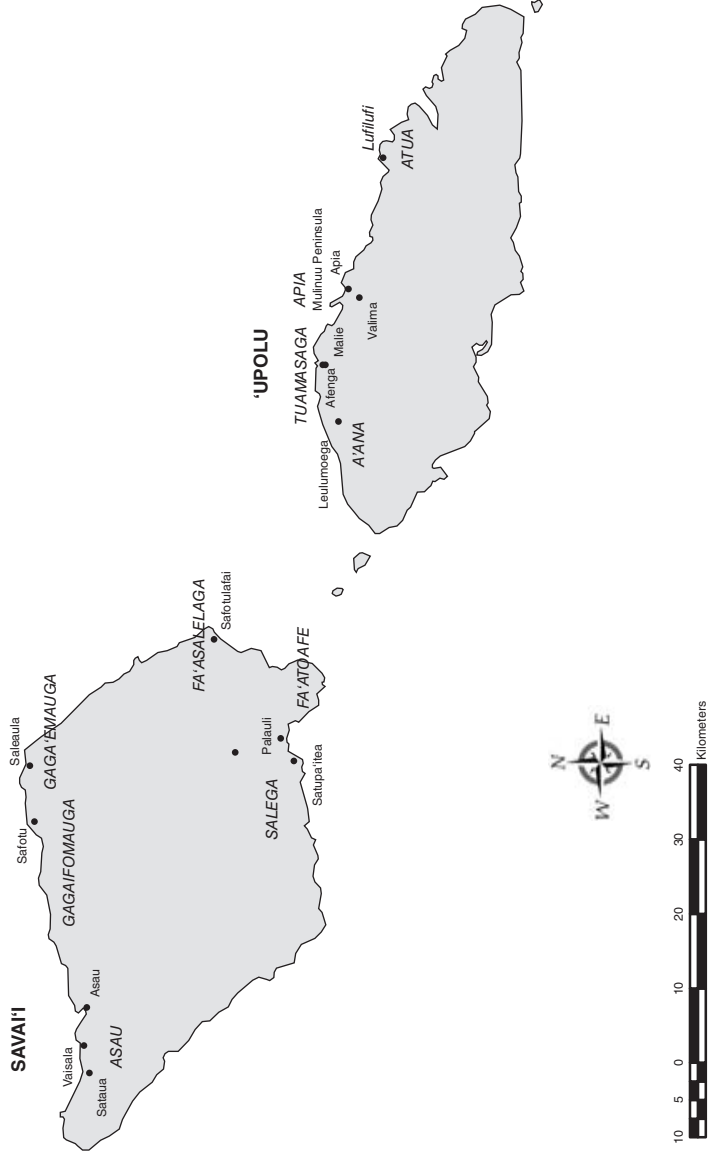 SAVAI‘I
Saleaula
GAGA‘EMAUGA
Safotu
GAGAIFOMAUGA
Asau
Vaisala
ASAU
Sataua
FA‘ASALELAGA
Safotulafai
FA‘ATOAFE
Palauli
SALEGA
Satupa‘itea
‘UPOLU
TUAMASAGA
APIA
Mulinuu Peninsula
Apia
Malie
Afenga
Valima
Leulumoega
A’ANA
Lufilufi
ATUA
N
W
E
S
10
5
0
10
20
30
40
Kilometers